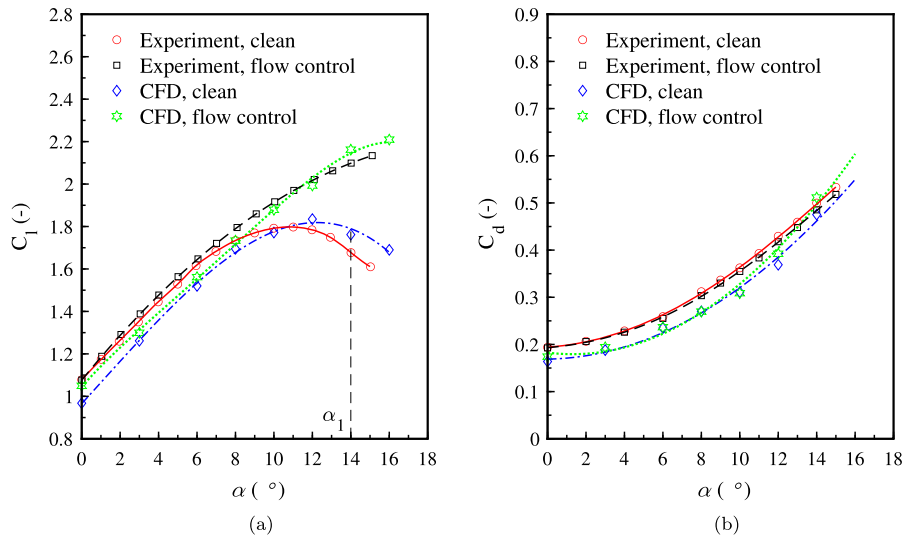 2.8
2.6
2.4
2.2
2
1.8
1.6
1.4
1.2
1
0.8
C_l (-)
Experiment, clean
Experiment, flow control
CFD, clean
CFD, flow control
α_1
0 2 4 6 8 10 12 14 16 18
α ( °)
(a)
0.9
0.8
0.7
0.6
0.5
0.4
0.3
0.2
0.1
0
C_d (-)
Experiment, clean
Experiment, flow control
CFD, clean
CFD, flow control
0 2 4 6 8 10 12 14 16 18
α ( °)
(b)